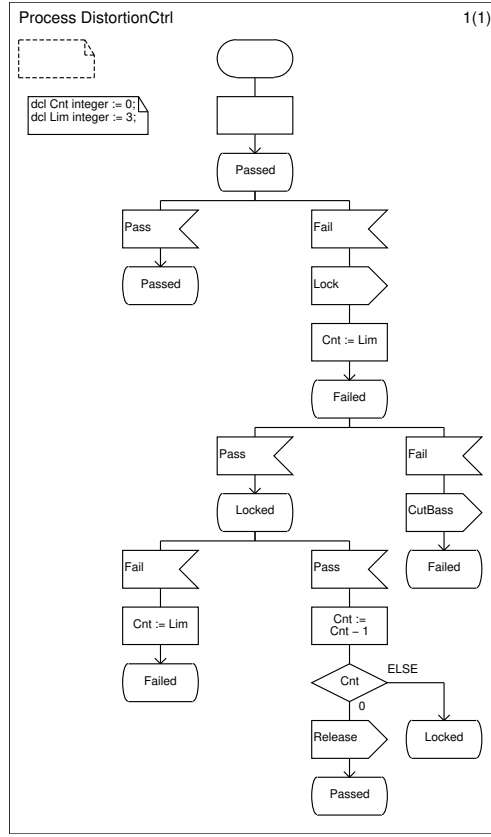 Process DistortionCtrl
1(1)
dcl Cnt integer := 0;
dcl Lim integer := 3;
Passed
Pass
Fail
Passed
Lock
Cnt := Lim
Failed
Pass
Fail
Locked
CutBass
Fail
Pass
Failed
Cnt := Lim
Cnt :=
Cnt − 1
Failed
Cnt
ELSE
0
Release
Locked
Passed